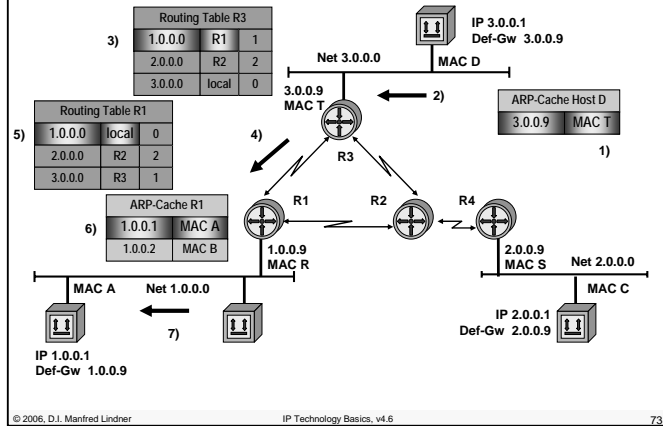 Routing Table R3
3) 1.0.0.0 R1 1
2.0.0.0 R2 2
3.0.0.0 local 0
IP 3.0.0.1
Def-Gw 3.0.0.9
Net 3.0.0.0
MAC D
3.0.0.9
MAC T
2)
ARP-Cache Host D
3.0.0.9 MAC T
1)
R3
Routing Table R1
5) 1.0.0.0 local 0
2.0.0.0 R2 2
3.0.0.0 R3 1
4)
ARP-Cache R1
6) 1.0.0.1 MAC A
1.0.0.2 MAC B
R1
R2
R4
1.0.0.9
MAC R
2.0.0.9
MAC S
Net 2.0.0.0
MAC A
Net 1.0.0.0
MAC C
7)
IP 2.0.0.1
Def-Gw 2.0.0.9
IP 1.0.0.1
Def-Gw 1.0.0.9
© 2006, D.I. Manfred Lindner
IP Technology Basics, v4.6
73